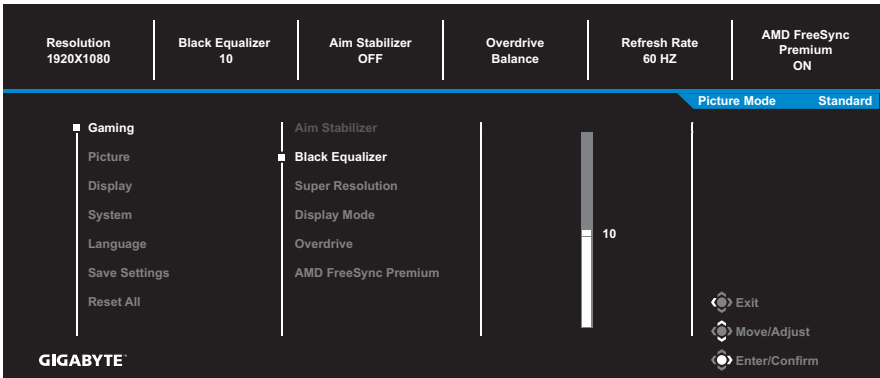 Resolution
1920X1080
Black Equalizer
10
Aim Stabilizer
OFF
Overdrive
Balance
Refresh Rate
60 HZ
AMD FreeSync
Premium
ON
Picture Mode Standard
Gaming
Picture
Display
System
Language
Save Settings
Reset All
Aim Stabilizer
Black Equalizer
Super Resolution
Display Mode
Overdrive
AMD FreeSync Premium
10
Exit
Move/Adjust
Enter/Confirm
GIGABYTE™